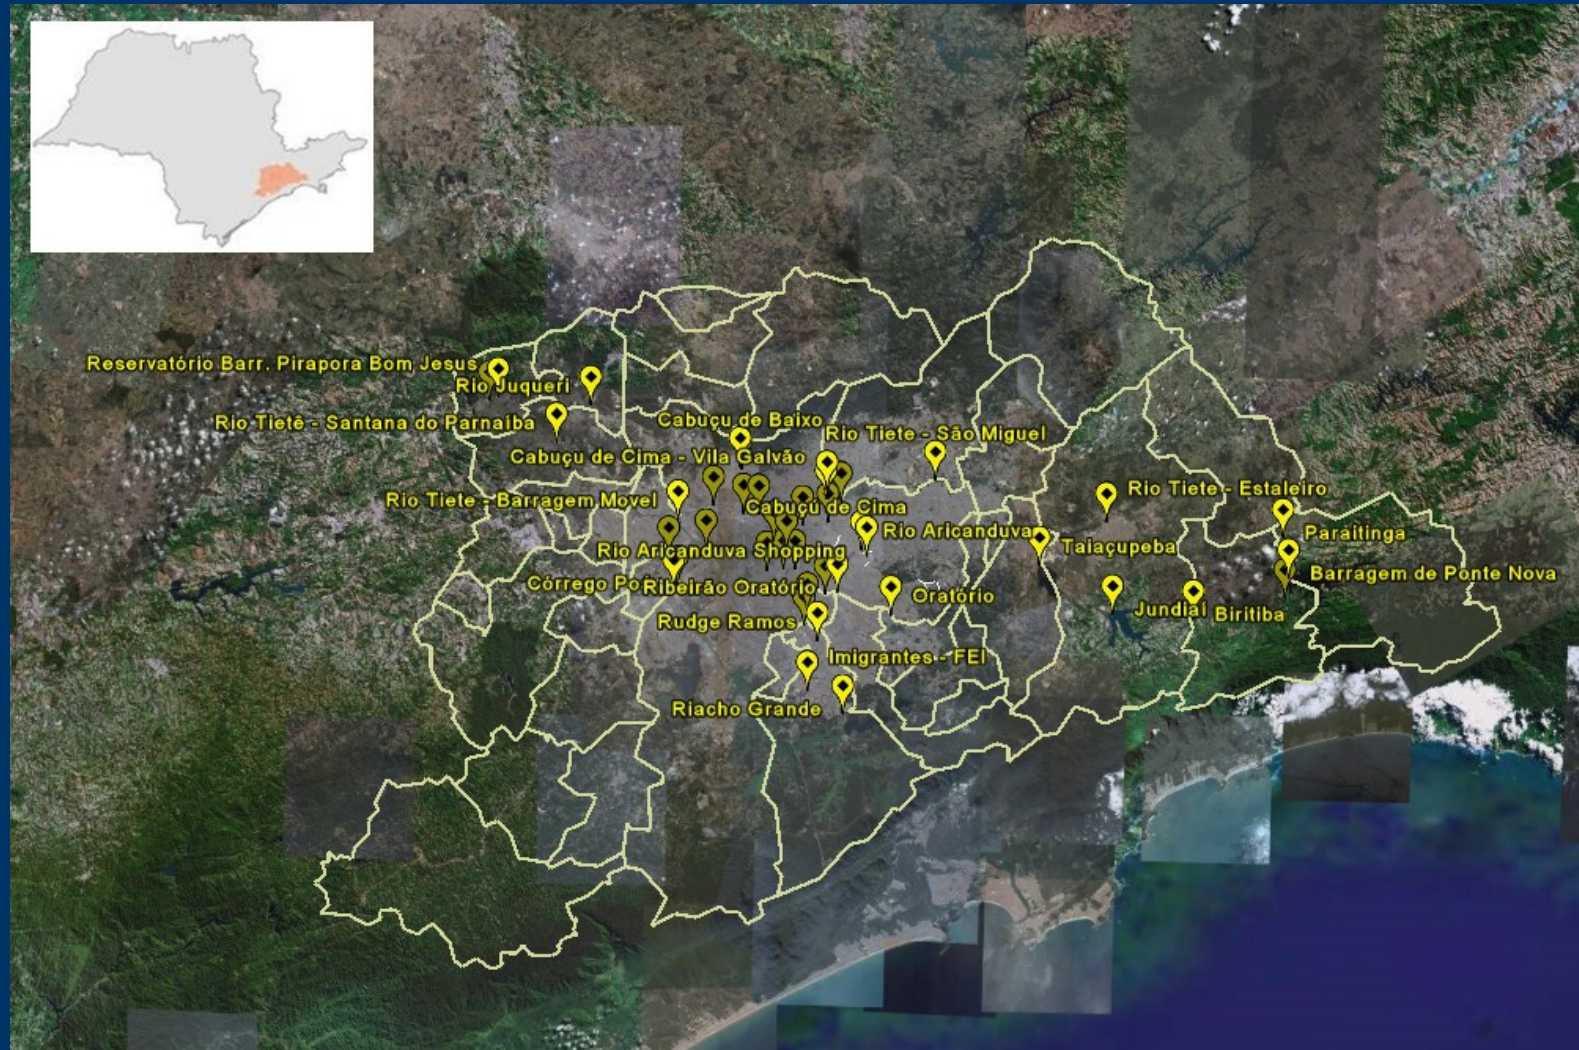 Reservatório Barr. Pirapora Bom Jesus
Rio Juqueri
Rio Tietê - Santana do Parnaíba
Cabuçu de Baixo
Rio Tiete - São Miguel
Cabuçu de Cima - Vila Galvão
Rio Tiete - Barragem Movel
Rio Tiete - Estaleiro
Cabuçú de Cima
Rio Aricanduva
Paraitinga
Taiaçupeba
Rio Aricanduva Shopping
Barragem de Ponte Nova
Córrego
Ribeirão Oratório
Oratório
Jundiaí
Biritiba
Rudge Ramos
Imigrantes - FEI
Riacho Grande